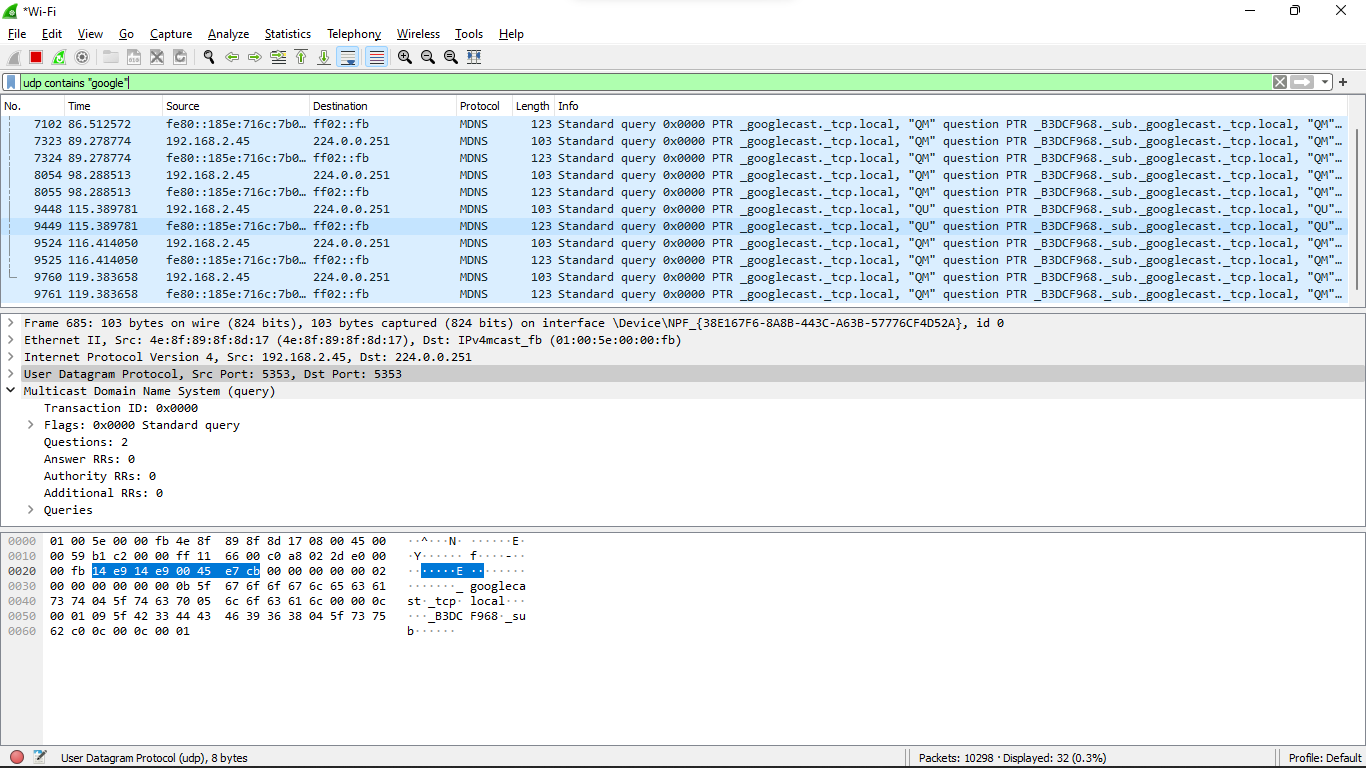 *Wi-Fi
File Edit View Go Capture Analyze Statistics Telephony Wireless Tools Help
udp contains "google"
No. Time Source Destination Protocol Length Info
7102 86.512572 fe80::185e:716c:7b0… ff02::fb MDNS 123 Standard query 0x0000 PTR _googlecast._tcp.local, "QM" question PTR _B3DCF968._sub._googlecast._tcp.local, "QM"…
7323 89.278774 192.168.2.45 224.0.0.251 MDNS 103 Standard query 0x0000 PTR _googlecast._tcp.local, "QM" question PTR _B3DCF968._sub._googlecast._tcp.local, "QM"…
7324 89.278774 fe80::185e:716c:7b0… ff02::fb MDNS 123 Standard query 0x0000 PTR _googlecast._tcp.local, "QM" question PTR _B3DCF968._sub._googlecast._tcp.local, "QM"…
8054 98.288513 192.168.2.45 224.0.0.251 MDNS 103 Standard query 0x0000 PTR _googlecast._tcp.local, "QM" question PTR _B3DCF968._sub._googlecast._tcp.local, "QM"…
8055 98.288513 fe80::185e:716c:7b0… ff02::fb MDNS 123 Standard query 0x0000 PTR _googlecast._tcp.local, "QM" question PTR _B3DCF968._sub._googlecast._tcp.local, "QM"…
9448 115.389781 192.168.2.45 224.0.0.251 MDNS 103 Standard query 0x0000 PTR _googlecast._tcp.local, "QU" question PTR _B3DCF968._sub._googlecast._tcp.local, "QU"…
9449 115.389781 fe80::185e:716c:7b0… ff02::fb MDNS 123 Standard query 0x0000 PTR _googlecast._tcp.local, "QU" question PTR _B3DCF968._sub._googlecast._tcp.local, "QU"…
9524 116.414050 192.168.2.45 224.0.0.251 MDNS 103 Standard query 0x0000 PTR _googlecast._tcp.local, "QM" question PTR _B3DCF968._sub._googlecast._tcp.local, "QM"…
9525 116.414050 fe80::185e:716c:7b0… ff02::fb MDNS 123 Standard query 0x0000 PTR _googlecast._tcp.local, "QM" question PTR _B3DCF968._sub._googlecast._tcp.local, "QM"…
9760 119.383658 192.168.2.45 224.0.0.251 MDNS 103 Standard query 0x0000 PTR _googlecast._tcp.local, "QM" question PTR _B3DCF968._sub._googlecast._tcp.local, "QM"…
9761 119.383658 fe80::185e:716c:7b0… ff02::fb MDNS 123 Standard query 0x0000 PTR _googlecast._tcp.local, "QM" question PTR _B3DCF968._sub._googlecast._tcp.local, "QM"…
Frame 685: 103 bytes on wire (824 bits), 103 bytes captured (824 bits) on interface \Device\NPF_{38E167F6-8A8B-443C-A63B-57776CF4D52A}, id 0
Ethernet II, Src: 4e:8f:89:8f:8d:17 (4e:8f:89:8f:8d:17), Dst: IPv4mcast_fb (01:00:5e:00:00:fb)
Internet Protocol Version 4, Src: 192.168.2.45, Dst: 224.0.0.251
User Datagram Protocol, Src Port: 5353, Dst Port: 5353
Multicast Domain Name System (query)
Transaction ID: 0x0000
Flags: 0x0000 Standard query
Questions: 2
Answer RRs: 0
Authority RRs: 0
Additional RRs: 0
Queries
0000 01 00 5e 00 00 fb 4e 8f 89 8f 8d 17 08 00 45 00 ··^···N· ······E·
0010 00 59 b1 c2 00 00 ff 11 66 00 c0 a8 02 2d e0 00 ·Y······ f····-··
0020 00 fb 14 e9 14 e9 00 45 e7 cb 00 00 00 00 00 02 ·······E ········
0030 00 00 00 00 00 00 0b 5f 67 6f 6f 67 6c 65 63 61 ·······_ googleca
0040 73 74 04 5f 74 63 70 05 6c 6f 63 61 6c 00 00 0c st·_tcp· local···
0050 00 01 09 5f 42 33 44 43 46 39 36 38 04 5f 73 75 ···_B3DC F968·_su
0060 62 c0 0c 00 0c 00 01 b······
User Datagram Protocol (udp), 8 bytes Packets: 10298 · Displayed: 32 (0.3%) Profile: Default